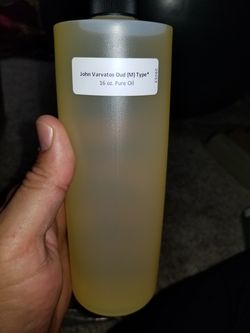 John Varvatos Oud (M) Type*
16 oz. Pure Oil